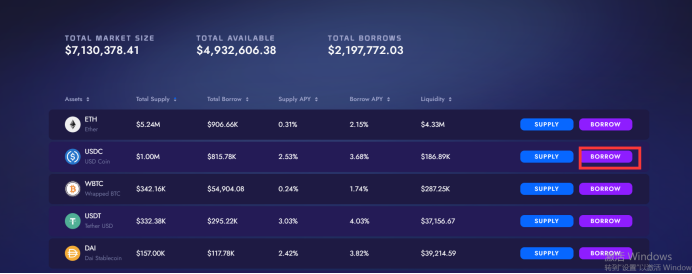 TOTAL MARKET SIZE TOTAL AVAILABLE TOTAL BORROWS
$7,130,378.41 $4,932,606.38 $2,197,772.03
Assets Total Supply Total Borrow Supply APY Borrow APY Liquidity
ETH
Ether
$5.24M $906.66K 0.31% 2.15% $4.33M SUPPLY BORROW
USDC
USD Coin
$1.00M $815.78K 2.53% 3.68% $186.89K SUPPLY BORROW
WBTC
Wrapped BTC
$342.16K $54,904.08 0.24% 1.74% $287.25K SUPPLY BORROW
USDT
Tether USD
$332.38K $295.22K 3.03% 4.03% $37,156.67 SUPPLY BORROW
DAI
Dai Stablecoin
$157.00K $117.78K 2.42% 3.82% $39,214.59 SUPPLY BORROW
激活 Windows
转到"设置"以激活 Windows